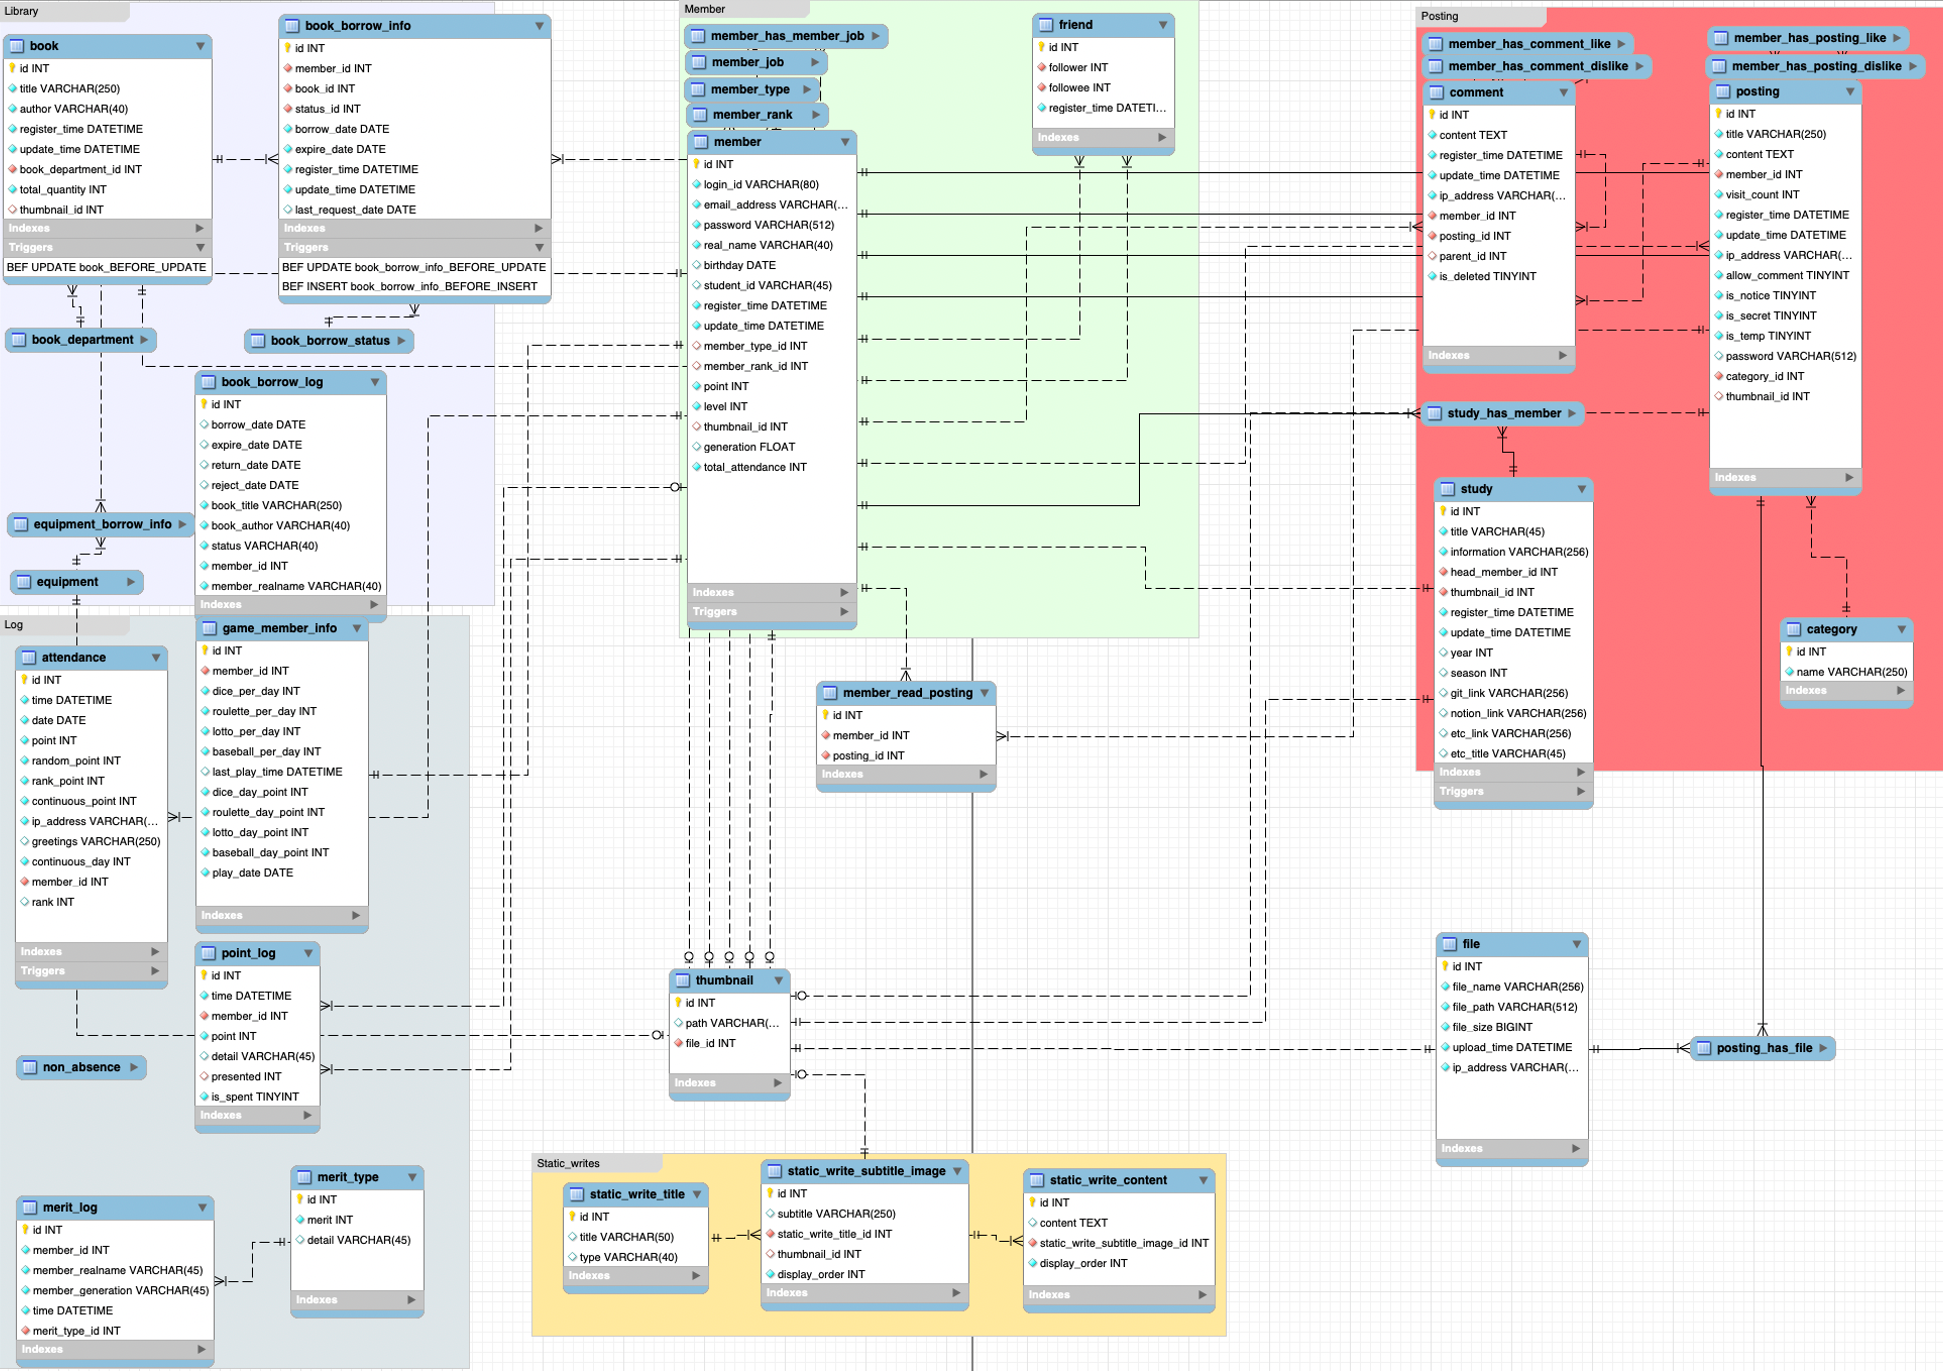 Library
book
id INT
title VARCHAR(250)
author VARCHAR(40)
register_time DATETIME
update_time DATETIME
book_department_id INT
total_quantity INT
thumbnail_id INT
Indexes
Triggers
BEF UPDATE book_BEFORE_UPDATE
book_borrow_info
id INT
member_id INT
book_id INT
status_id INT
borrow_date DATE
expire_date DATE
register_time DATETIME
update_time DATETIME
last_request_date DATE
Indexes
Triggers
BEF UPDATE book_borrow_info_BEFORE_UPDATE
BEF INSERT book_borrow_info_BEFORE_INSERT
book_department
book_borrow_status
book_borrow_log
id INT
borrow_date DATE
expire_date DATE
return_date DATE
reject_date DATE
book_title VARCHAR(250)
book_author VARCHAR(40)
status VARCHAR(40)
member_id INT
member_realname VARCHAR(40)
Indexes
equipment_borrow_info
equipment
Member
member_has_member_job
member_job
member_type
member_rank
member
id INT
login_id VARCHAR(80)
email_address VARCHAR(...
password VARCHAR(512)
real_name VARCHAR(40)
birthday DATE
student_id VARCHAR(45)
register_time DATETIME
update_time DATETIME
member_type_id INT
member_rank_id INT
point INT
level INT
thumbnail_id INT
generation FLOAT
total_attendance INT
Indexes
Triggers
friend
id INT
follower INT
followee INT
register_time DATETI...
Indexes
Posting
member_has_comment_like
member_has_comment_dislike
comment
id INT
content TEXT
register_time DATETIME
update_time DATETIME
ip_address VARCHAR(...
member_id INT
posting_id INT
parent_id INT
is_deleted TINYINT
Indexes
member_has_posting_like
member_has_posting_dislike
posting
id INT
title VARCHAR(250)
content TEXT
member_id INT
visit_count INT
register_time DATETIME
update_time DATETIME
ip_address VARCHAR(...
allow_comment TINYINT
is_notice TINYINT
is_secret TINYINT
is_temp TINYINT
password VARCHAR(512)
category_id INT
thumbnail_id INT
Indexes
study_has_member
study
id INT
title VARCHAR(45)
information VARCHAR(256)
head_member_id INT
thumbnail_id INT
register_time DATETIME
update_time DATETIME
year INT
season INT
git_link VARCHAR(256)
notion_link VARCHAR(256)
etc_link VARCHAR(256)
etc_title VARCHAR(45)
Indexes
Triggers
category
id INT
name VARCHAR(250)
Indexes
Log
attendance
id INT
time DATETIME
date DATE
point INT
random_point INT
rank_point INT
continuous_point INT
ip_address VARCHAR(...
greetings VARCHAR(250)
continuous_day INT
member_id INT
rank INT
Indexes
Triggers
game_member_info
id INT
member_id INT
dice_per_day INT
roulette_per_day INT
lotto_per_day INT
baseball_per_day INT
last_play_time DATETIME
dice_day_point INT
roulette_day_point INT
lotto_day_point INT
baseball_day_point INT
play_date DATE
Indexes
point_log
id INT
time DATETIME
member_id INT
point INT
detail VARCHAR(45)
presented INT
is_spent TINYINT
Indexes
non_absence
merit_type
id INT
merit INT
detail VARCHAR(45)
Indexes
merit_log
id INT
member_id INT
member_realname VARCHAR(45)
member_generation VARCHAR(45)
time DATETIME
merit_type_id INT
Indexes
member_read_posting
id INT
member_id INT
posting_id INT
Indexes
thumbnail
id INT
path VARCHAR(...
file_id INT
Indexes
file
id INT
file_name VARCHAR(256)
file_path VARCHAR(512)
file_size BIGINT
upload_time DATETIME
ip_address VARCHAR(...
Indexes
posting_has_file
Static_writes
static_write_title
id INT
title VARCHAR(50)
type VARCHAR(40)
Indexes
static_write_subtitle_image
id INT
subtitle VARCHAR(250)
static_write_title_id INT
thumbnail_id INT
display_order INT
Indexes
static_write_content
id INT
content TEXT
static_write_subtitle_image_id INT
display_order INT
Indexes